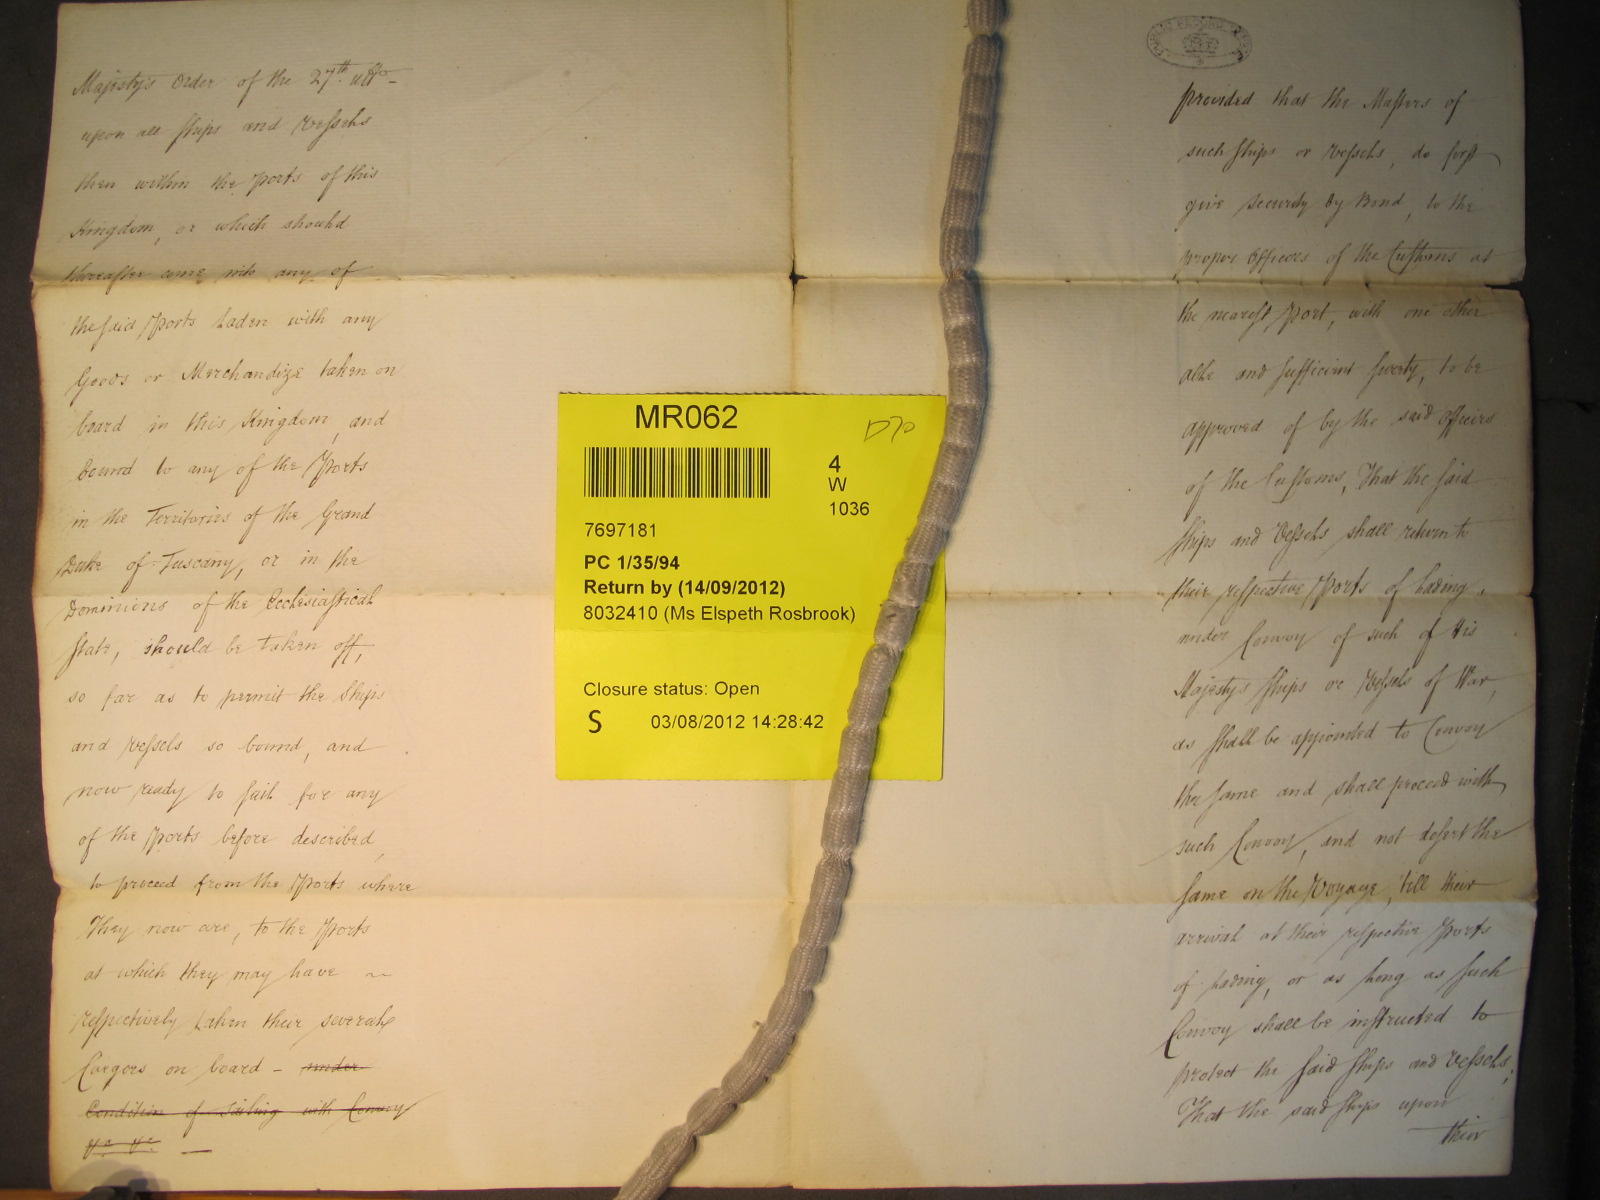 Majesty's Order of the 27th. ulto.-
upon all Ships and Vessels
then within the Ports of this
Kingdom, or which should
thereafter come into any of
the said Ports laden with any
Goods or Merchandize taken on
board in this Kingdom, and
bound to any of the Ports
in the Territories of the Grand
Duke of Tuscany, or in the
Dominions of the Ecclesiastical
State, should be taken off,
so far as to permit the Ships
and Vessels so bound, and
now ready to sail for any
of the Ports before described,
to proceed from the Ports where
They now are, to the Ports
at which they may have ~
respectively taken their several
Cargoes on board - under
Condition of Sailing with Convoy
&c. &c. —
MR062
4
W
1036
7697181
PC 1/35/94
Return by (14/09/2012)
8032410 (Ms Elspeth Rosbrook)
Closure status: Open
S 03/08/2012 14:28:42
PUBLIC RECORD OFFICE
provided that the Masters of
such Ships or Vessels, do first
give security by Bond, to the
proper Officers of the Customs at
the nearest Port, with one other
able and sufficient surety, to be
approved of by the said Officers
of the Customs, That the said
Ships and Vessels shall return to
their respective Ports of lading,
under Convoy of such of His
Majesty's Ships or Vessels of War,
as shall be appointed to Convoy
the same and shall proceed with
such Convoy, and not desert the
same on the Voyage, 'till their
arrival at their respective Ports
of lading, or as long as such
Convoy shall be instructed to
protect the said Ships and Vessels;
That the said Ships upon
their